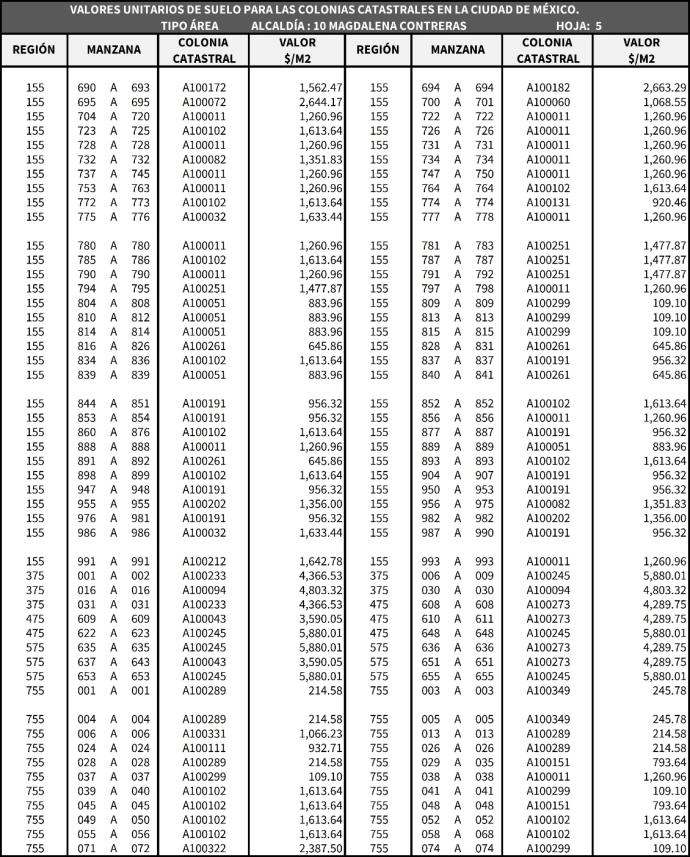 VALORES UNITARIOS DE SUELO PARA LAS COLONIAS CATASTRALES EN LA CIUDAD DE MÉXICO.
TIPO ÁREA ALCALDÍA : 10 MAGDALENA CONTRERAS HOJA: 5
REGIÓN MANZANA COLONIA CATASTRAL VALOR $/M2 REGIÓN MANZANA COLONIA CATASTRAL VALOR $/M2
155 690 A 693 A100172 1,562.47 155 694 A 694 A100182 2,663.29
155 695 A 695 A100072 2,644.17 155 700 A 701 A100060 1,068.55
155 704 A 720 A100011 1,260.96 155 722 A 722 A100011 1,260.96
155 723 A 725 A100102 1,613.64 155 726 A 726 A100011 1,260.96
155 728 A 728 A100011 1,260.96 155 731 A 731 A100011 1,260.96
155 732 A 732 A100082 1,351.83 155 734 A 734 A100011 1,260.96
155 737 A 745 A100011 1,260.96 155 747 A 750 A100011 1,260.96
155 753 A 763 A100011 1,260.96 155 764 A 764 A100102 1,613.64
155 772 A 773 A100102 1,613.64 155 774 A 774 A100131 920.46
155 775 A 776 A100032 1,633.44 155 777 A 778 A100011 1,260.96
155 780 A 780 A100011 1,260.96 155 781 A 783 A100251 1,477.87
155 785 A 786 A100102 1,613.64 155 787 A 787 A100251 1,477.87
155 790 A 790 A100011 1,260.96 155 791 A 792 A100251 1,477.87
155 794 A 795 A100251 1,477.87 155 797 A 798 A100011 1,260.96
155 804 A 808 A100051 883.96 155 809 A 809 A100299 109.10
155 810 A 812 A100051 883.96 155 813 A 813 A100299 109.10
155 814 A 814 A100051 883.96 155 815 A 815 A100299 109.10
155 816 A 826 A100261 645.86 155 828 A 831 A100261 645.86
155 834 A 836 A100102 1,613.64 155 837 A 837 A100191 956.32
155 839 A 839 A100051 883.96 155 840 A 841 A100261 645.86
155 844 A 851 A100191 956.32 155 852 A 852 A100102 1,613.64
155 853 A 854 A100191 956.32 155 856 A 856 A100011 1,260.96
155 860 A 876 A100102 1,613.64 155 877 A 887 A100191 956.32
155 888 A 888 A100011 1,260.96 155 889 A 889 A100051 883.96
155 891 A 892 A100261 645.86 155 893 A 893 A100102 1,613.64
155 898 A 899 A100102 1,613.64 155 904 A 907 A100191 956.32
155 947 A 948 A100191 956.32 155 950 A 953 A100191 956.32
155 955 A 955 A100202 1,356.00 155 956 A 975 A100082 1,351.83
155 976 A 981 A100191 956.32 155 982 A 982 A100202 1,356.00
155 986 A 986 A100032 1,633.44 155 987 A 990 A100191 956.32
155 991 A 991 A100212 1,642.78 155 993 A 993 A100011 1,260.96
375 001 A 002 A100233 4,366.53 375 006 A 009 A100245 5,880.01
375 016 A 016 A100094 4,803.32 375 030 A 030 A100094 4,803.32
375 031 A 031 A100233 4,366.53 475 608 A 608 A100273 4,289.75
475 609 A 609 A100043 3,590.05 475 610 A 611 A100273 4,289.75
475 622 A 623 A100245 5,880.01 475 648 A 648 A100245 5,880.01
575 635 A 635 A100245 5,880.01 575 636 A 636 A100273 4,289.75
575 637 A 643 A100043 3,590.05 575 651 A 651 A100273 4,289.75
575 653 A 653 A100245 5,880.01 575 655 A 655 A100245 5,880.01
755 001 A 001 A100289 214.58 755 003 A 003 A100349 245.78
755 004 A 004 A100289 214.58 755 005 A 005 A100349 245.78
755 006 A 006 A100331 1,066.23 755 013 A 013 A100289 214.58
755 024 A 024 A100111 932.71 755 026 A 026 A100289 214.58
755 028 A 028 A100289 214.58 755 029 A 035 A100151 793.64
755 037 A 037 A100299 109.10 755 038 A 038 A100011 1,260.96
755 039 A 040 A100102 1,613.64 755 041 A 041 A100299 109.10
755 045 A 045 A100102 1,613.64 755 048 A 048 A100151 793.64
755 049 A 050 A100102 1,613.64 755 052 A 052 A100102 1,613.64
755 055 A 056 A100102 1,613.64 755 058 A 068 A100102 1,613.64
755 071 A 072 A100322 2,387.50 755 074 A 074 A100299 109.10